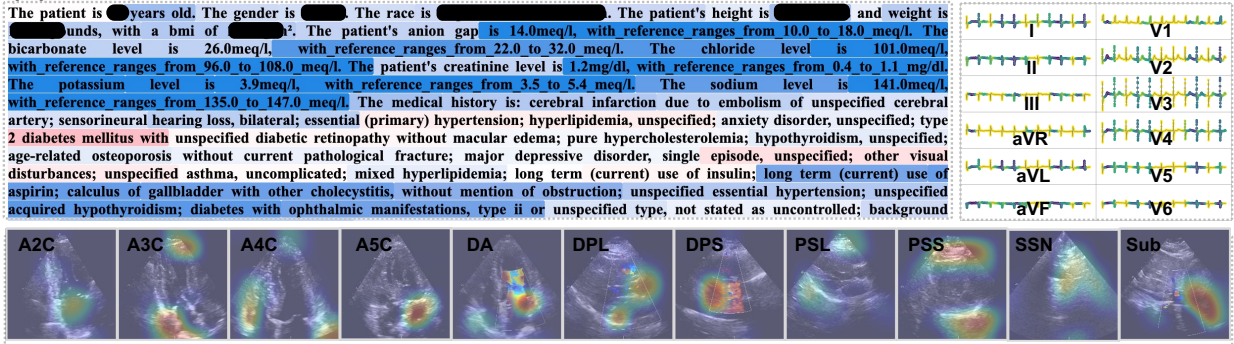 The patient is years old. The gender is . The race is . The patient's height is and weight is
unds, with a bmi of ². The patient's anion gap is 14.0meq/l, with_reference_ranges_from_10.0_to_18.0_meq/l. The
bicarbonate level is 26.0meq/l, with_reference_ranges_from_22.0_to_32.0_meq/l. The chloride level is 101.0meq/l,
with_reference_ranges_from_96.0_to_108.0_meq/l. The patient's creatinine level is 1.2mg/dl, with_reference_ranges_from_0.4_to_1.1_mg/dl.
The potassium level is 3.9meq/l, with_reference_ranges_from_3.5_to_5.4_meq/l. The sodium level is 141.0meq/l,
with_reference_ranges_from_135.0_to_147.0_meq/l. The medical history is: cerebral infarction due to embolism of unspecified cerebral
artery; sensorineural hearing loss, bilateral; essential (primary) hypertension; hyperlipidemia, unspecified; anxiety disorder, unspecified; type
2 diabetes mellitus with unspecified diabetic retinopathy without macular edema; pure hypercholesterolemia; hypothyroidism, unspecified;
age-related osteoporosis without current pathological fracture; major depressive disorder, single episode, unspecified; other visual
disturbances; unspecified asthma, uncomplicated; mixed hyperlipidemia; long term (current) use of insulin; long term (current) use of
aspirin; calculus of gallbladder with other cholecystitis, without mention of obstruction; unspecified essential hypertension; unspecified
acquired hypothyroidism; diabetes with ophthalmic manifestations, type ii or unspecified type, not stated as uncontrolled; background
I V1
II V2
III V3
aVR V4
aVL V5
aVF V6
A2C A3C A4C A5C DA DPL DPS PSL PSS SSN Sub